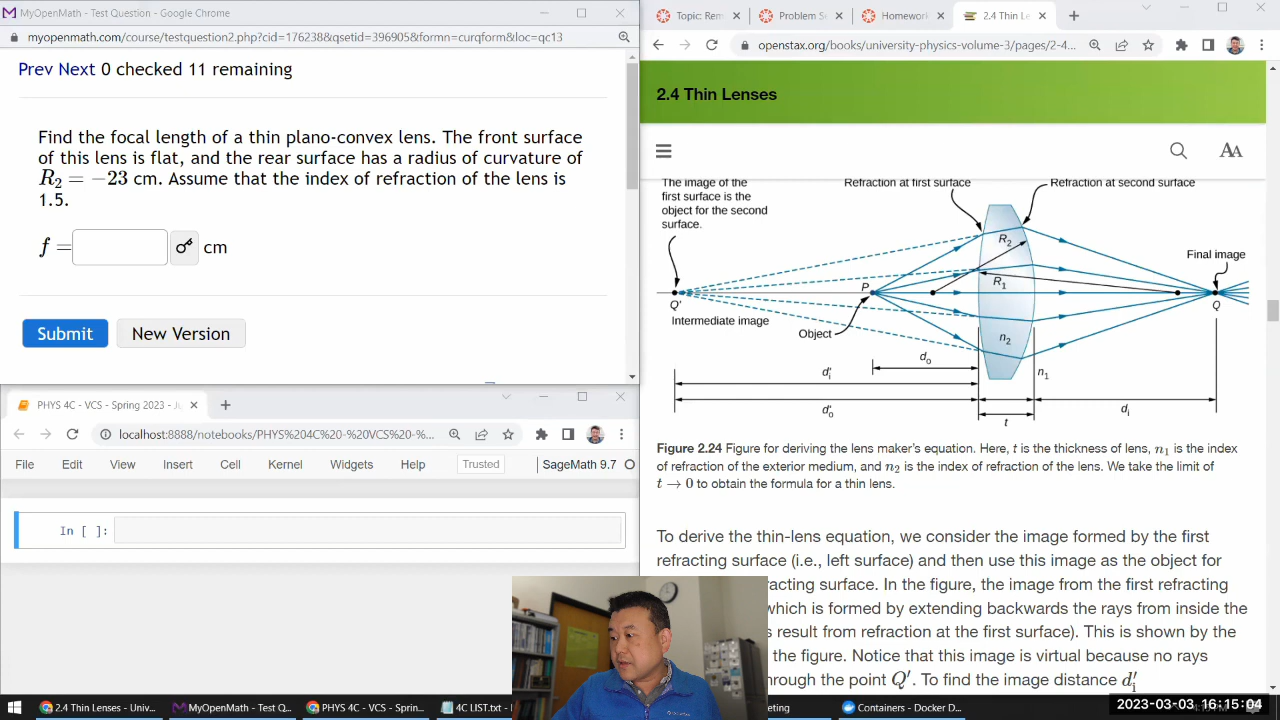 MyOpenMath - Test Question - Google Chrome
myopenmath.com/course/testquestion2.php?cid=176238&qsetid=396905&formn=curqform&loc=qc13
Prev Next 0 checked 11 remaining
Find the focal length of a thin plano-convex lens. The front surface
of this lens is flat, and the rear surface has a radius of curvature of
R₂ = −23 cm. Assume that the index of refraction of the lens is
1.5.
f =
cm
Submit
New Version
PHYS 4C - VCS - Spring 2023 - J
localhost:8888/notebooks/PHYS%204C%20-%20VCS%20-%...
File Edit View Insert Cell Kernel Widgets Help Trusted SageMath 9.7
In [ ]:
Topic: Rem
Problem S
Homework
2.4 Thin Le
openstax.org/books/university-physics-volume-3/pages/2-4...
2.4 Thin Lenses
AA
The image of the
first surface is the
object for the second
surface.
Refraction at first surface
Refraction at second surface
R₂
Final image
R₁
P
Q'
Q
Intermediate image
Object
n₂
dₒ
n₁
dᵢ'
dₒ'
dᵢ
t
Figure 2.24 Figure for deriving the lens maker's equation. Here, t is the thickness of lens, n₁ is the index
of refraction of the exterior medium, and n₂ is the index of refraction of the lens. We take the limit of
t → 0 to obtain the formula for a thin lens.
To derive the thin-lens equation, we consider the image formed by the first
refracting surface (i.e., left surface) and then use this image as the object for
racting surface. In the figure, the image from the first refracting
which is formed by extending backwards the rays from inside the
s result from refraction at the first surface). This is shown by the
the figure. Notice that this image is virtual because no rays
hrough the point Q′. To find the image distance dᵢ′
2.4 Thin Lenses - Univ...
MyOpenMath - Test Q...
PHYS 4C - VCS - Sprin...
4C LIST.txt -
eeting
Containers - Docker D...
2023-03-03 16:15:04